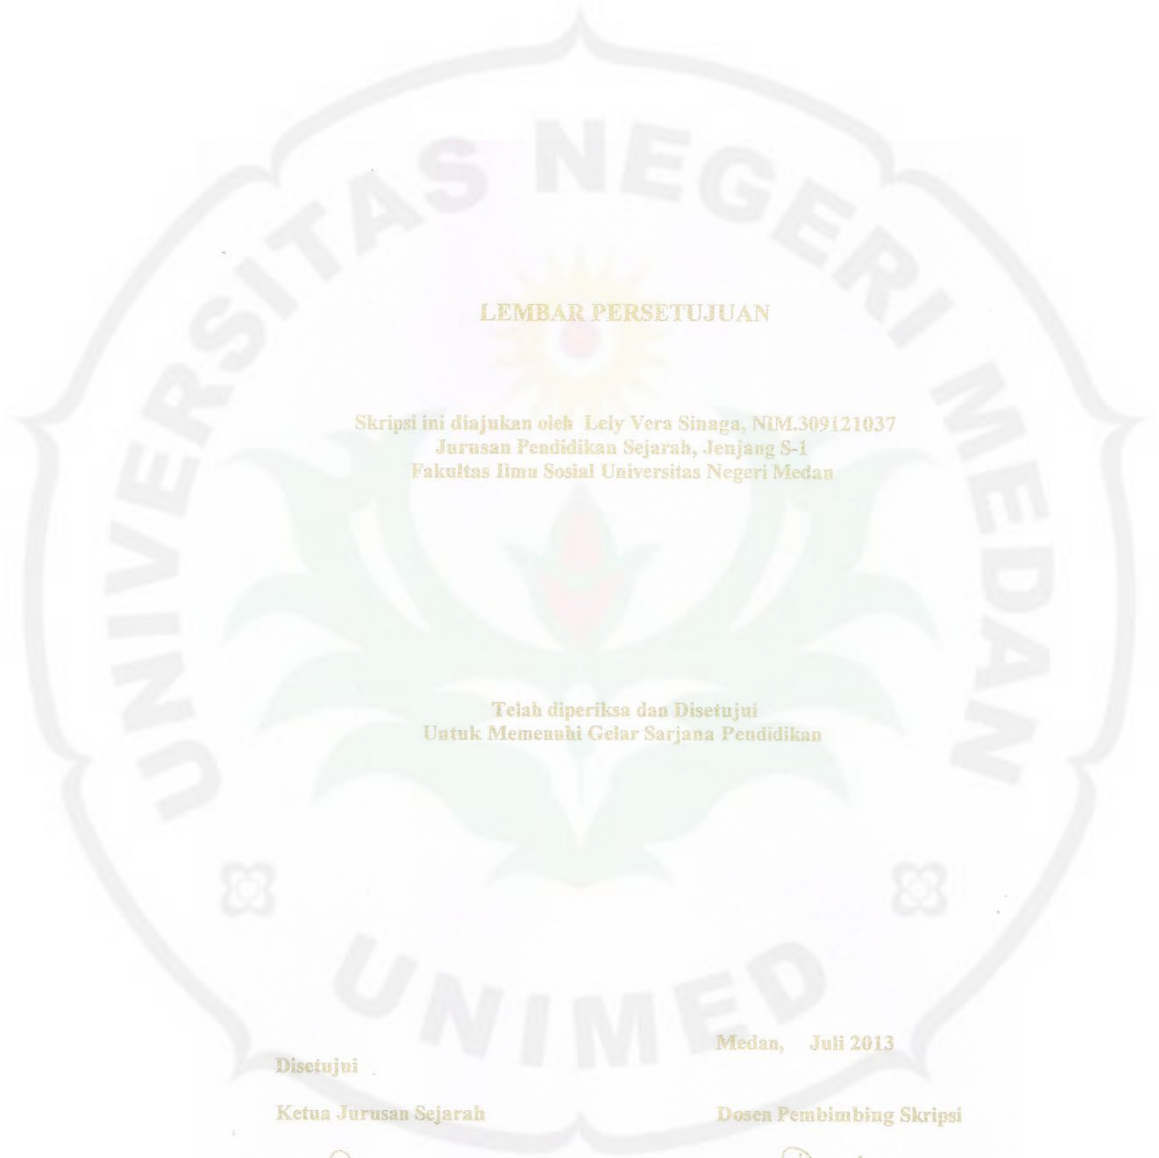 UNIVERSITAS NEGERI MEDAN
LEMBAR PERSETUJUAN
Skripsi ini diajukan oleh Lely Vera Sinaga, NIM.309121037
Jurusan Pendidikan Sejarah, Jenjang S-1
Fakultas Ilmu Sosial Universitas Negeri Medan
Telah diperiksa dan Disetujui
Untuk Memenuhi Gelar Sarjana Pendidikan
UNIMED
Medan, Juli 2013
Disetujui
Ketua Jurusan Sejarah
Dosen Pembimbing Skripsi